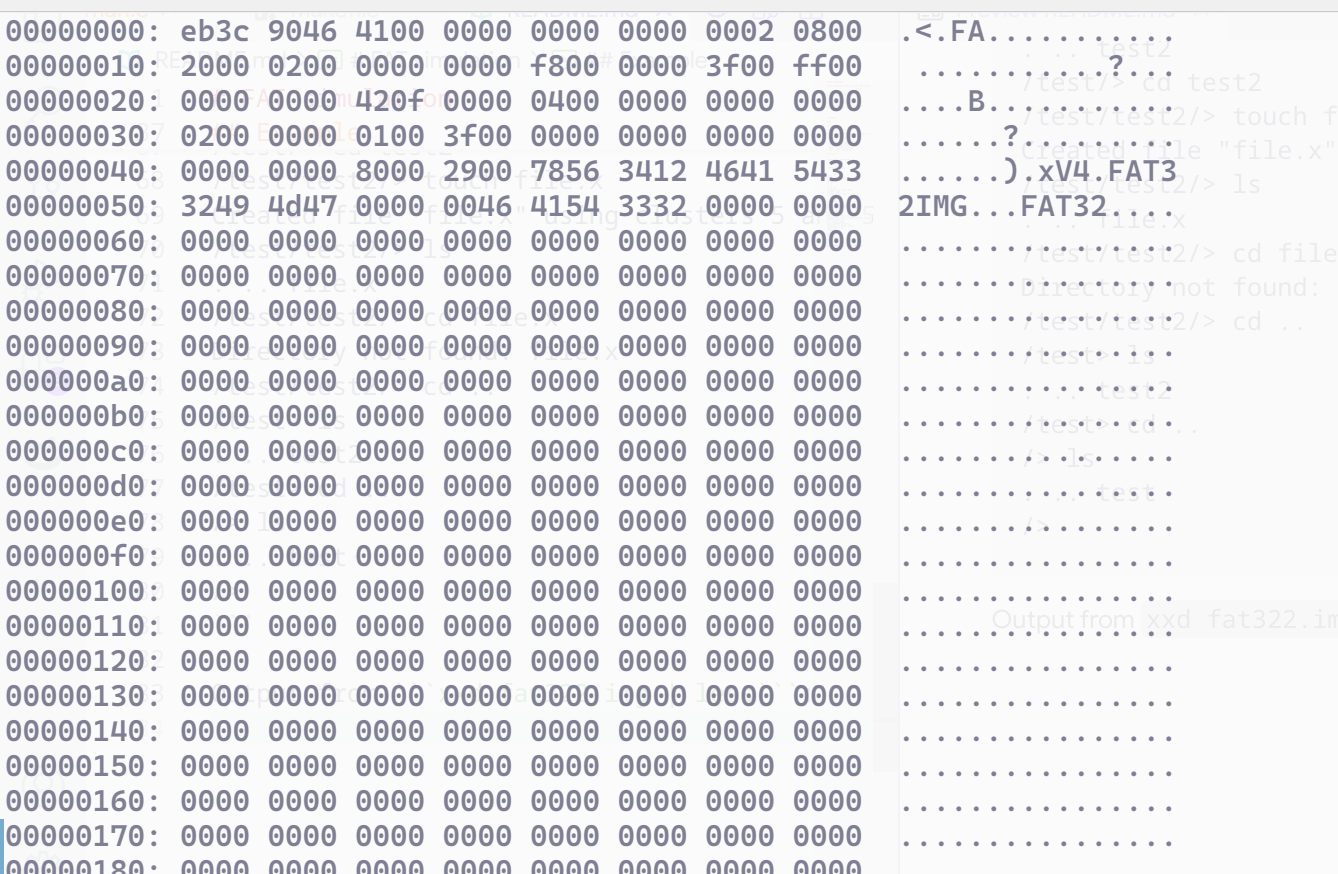 00000000: eb3c 9046 4100 0000 0000 0000 0002 0800  .<.FA...........
00000010: 2000 0200 0000 0000 f800 0000 3f00 ff00   ...........?...
00000020: 0000 0000 420f 0000 0400 0000 0000 0000  ....B...........
00000030: 0200 0000 0100 3f00 0000 0000 0000 0000  ......?.........
00000040: 0000 0000 8000 2900 7856 3412 4641 5433  ......).xV4.FAT3
00000050: 3249 4d47 0000 0046 4154 3332 0000 0000  2IMG...FAT32....
00000060: 0000 0000 0000 0000 0000 0000 0000 0000  ................
00000070: 0000 0000 0000 0000 0000 0000 0000 0000  ................
00000080: 0000 0000 0000 0000 0000 0000 0000 0000  ................
00000090: 0000 0000 0000 0000 0000 0000 0000 0000  ................
000000a0: 0000 0000 0000 0000 0000 0000 0000 0000  ................
000000b0: 0000 0000 0000 0000 0000 0000 0000 0000  ................
000000c0: 0000 0000 0000 0000 0000 0000 0000 0000  ................
000000d0: 0000 0000 0000 0000 0000 0000 0000 0000  ................
000000e0: 0000 0000 0000 0000 0000 0000 0000 0000  ................
000000f0: 0000 0000 0000 0000 0000 0000 0000 0000  ................
00000100: 0000 0000 0000 0000 0000 0000 0000 0000  ................
00000110: 0000 0000 0000 0000 0000 0000 0000 0000  ................
00000120: 0000 0000 0000 0000 0000 0000 0000 0000  ................
00000130: 0000 0000 0000 0000 0000 0000 0000 0000  ................
00000140: 0000 0000 0000 0000 0000 0000 0000 0000  ................
00000150: 0000 0000 0000 0000 0000 0000 0000 0000  ................
00000160: 0000 0000 0000 0000 0000 0000 0000 0000  ................
00000170: 0000 0000 0000 0000 0000 0000 0000 0000  ................
00000180: 0000 0000 0000 0000 0000 0000 0000 0000
. .. test2
/test/> cd test2
/test/test2/> touch f
Created file "file.x"
/test/test2/> ls
. .. file.x
/test/test2/> cd file
Directory not found:
/test/test2/> cd ..
/test> ls
. .. test2
/test> cd ..
/> ls
. .. test
/>
Output from xxd fat322.im